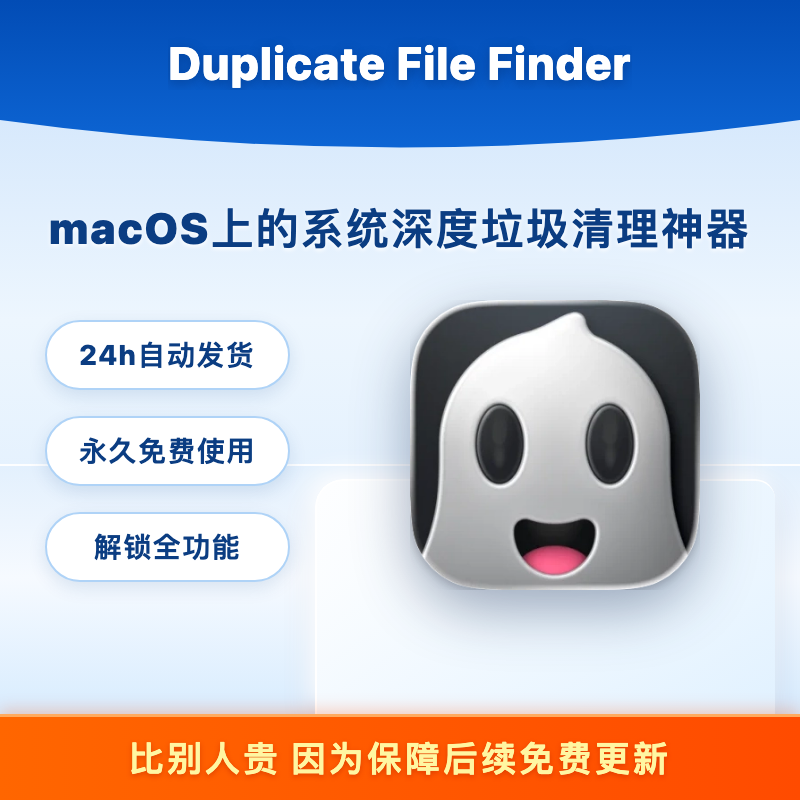 Duplicate File Finder
macOS上的系统深度垃圾清理神器
24h自动发货
永久免费使用
解锁全功能
比别人贵 因为保障后续免费更新